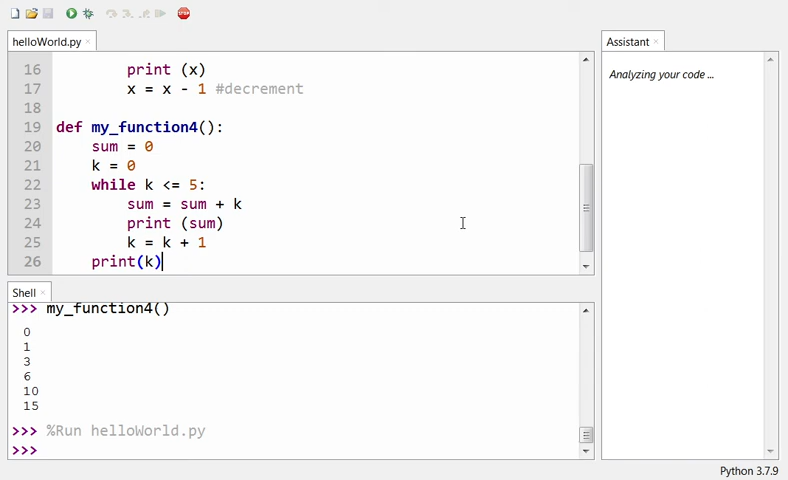 helloWorld.py ×
16 print (x)
17 x = x - 1 #decrement
18
19 def my_function4():
20 sum = 0
21 k = 0
22 while k <= 5:
23 sum = sum + k
24 print (sum)
25 k = k + 1
26 print(k)
Shell ×
>>> my_function4()
0
1
3
6
10
15
>>> %Run helloWorld.py
>>>
Assistant ×
Analyzing your code ...
Python 3.7.9